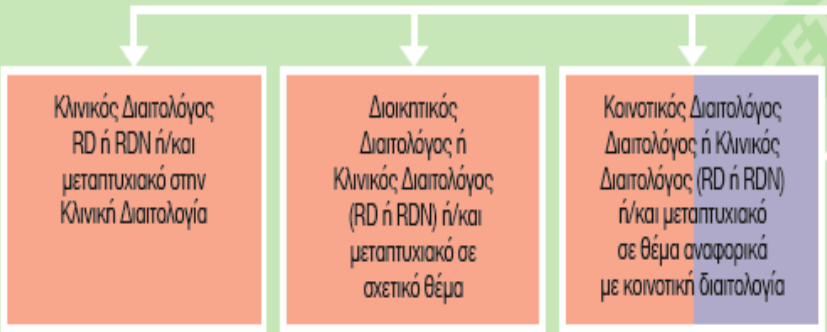 Κλινικός Διαιτολόγος
RD ή RDN ή/και
μεταπτυχιακό στην
Κλινική Διαιτολογία
Διοικητικός
Διαιτολόγος ή
Κλινικός Διαιτολόγος
(RD ή RDN) ή/και
μεταπτυχιακό σε
σχετικό θέμα
Κοινοτικός Διαιτολόγος
Διαιτολόγος ή Κλινικός
Διαιτολόγος (RD ή RDN)
ή/και μεταπτυχιακό
σε θέμα αναφορικά
με κοινοτική διαιτολογία